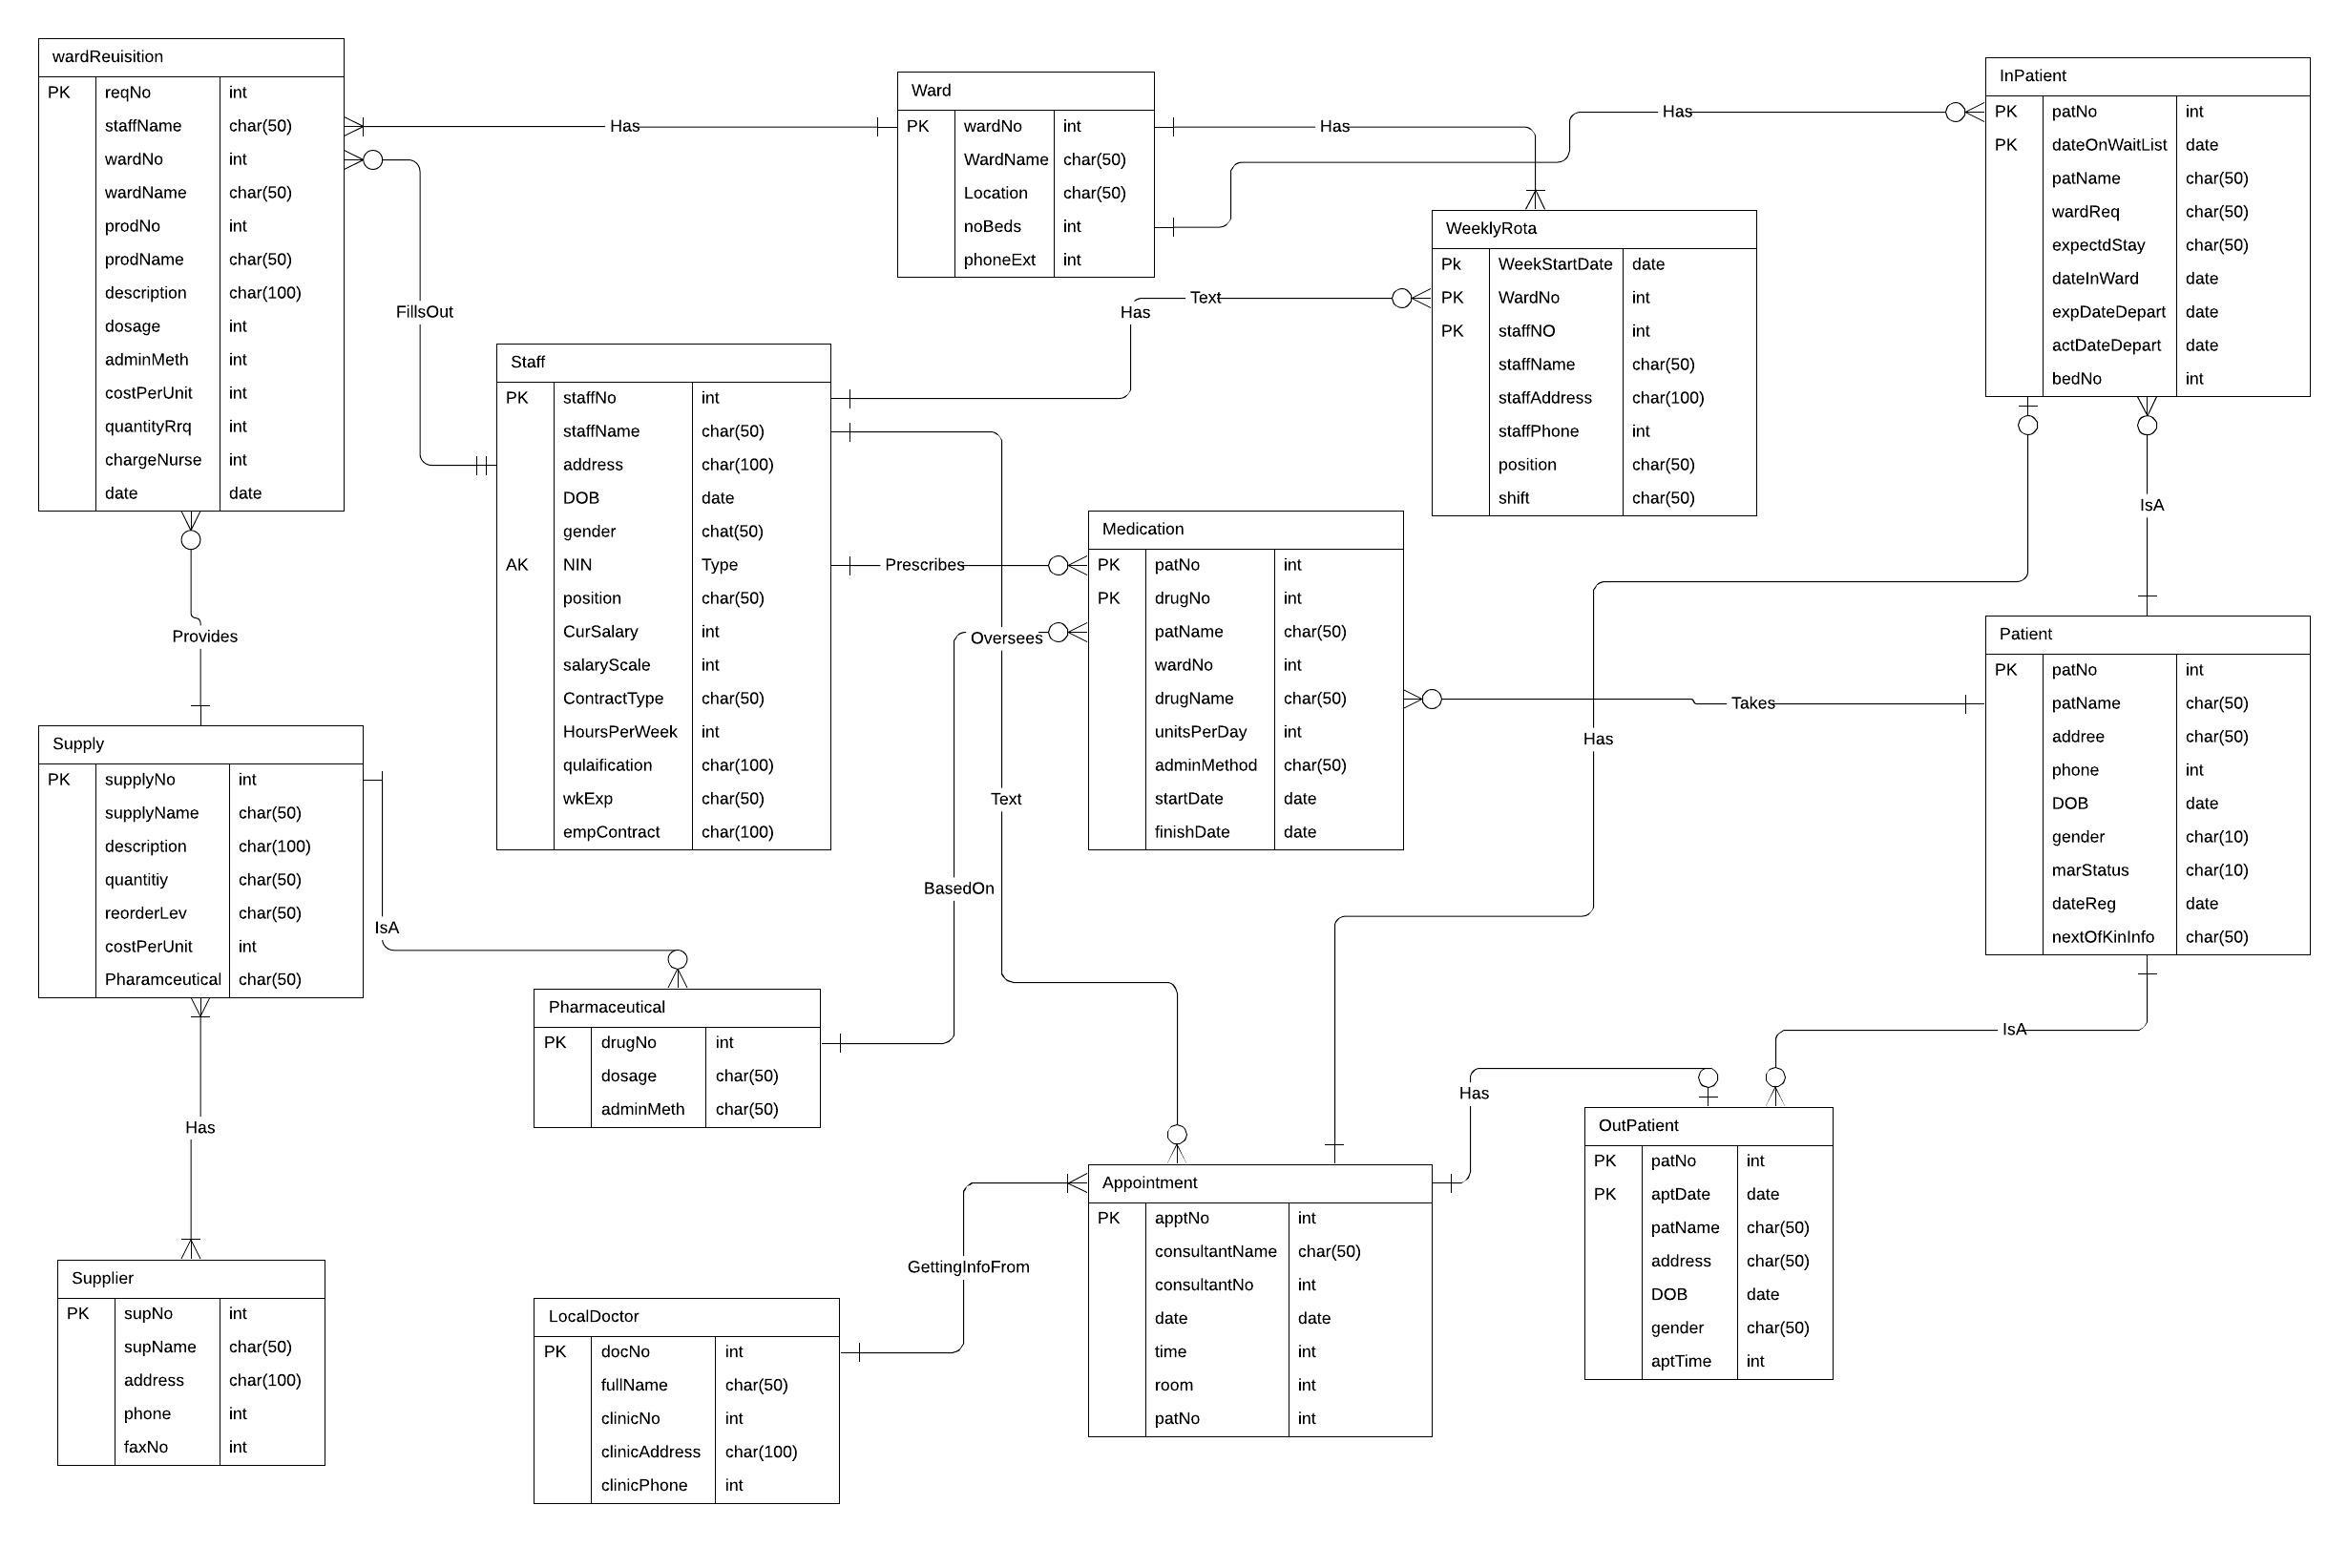 wardReuisition
PK reqNo int
staffName char(50)
wardNo int
wardName char(50)
prodNo int
prodName char(50)
description char(100)
dosage int
adminMeth int
costPerUnit int
quantityRrq int
chargeNurse int
date date
Has
FillsOut
Provides
Ward
PK wardNo int
WardName char(50)
Location char(50)
noBeds int
phoneExt int
Has
Has
InPatient
PK patNo int
PK dateOnWaitList date
patName char(50)
wardReq char(50)
expectdStay char(50)
dateInWard date
expDateDepart date
actDateDepart date
bedNo int
WeeklyRota
Pk WeekStartDate date
PK WardNo int
PK staffNO int
staffName char(50)
staffAddress char(100)
staffPhone int
position char(50)
shift char(50)
Text
Has
IsA
Staff
PK staffNo int
staffName char(50)
address char(100)
DOB date
gender chat(50)
AK NIN Type
position char(50)
CurSalary int
salaryScale int
ContractType char(50)
HoursPerWeek int
qulaification char(100)
wkExp char(50)
empContract char(100)
Prescribes
Oversees
Text
BasedOn
Medication
PK patNo int
PK drugNo int
patName char(50)
wardNo int
drugName char(50)
unitsPerDay int
adminMethod char(50)
startDate date
finishDate date
Takes
Has
Patient
PK patNo int
patName char(50)
addree char(50)
phone int
DOB date
gender char(10)
marStatus char(10)
dateReg date
nextOfKinInfo char(50)
Supply
PK supplyNo int
supplyName char(50)
description char(100)
quantitiy char(50)
reorderLev char(50)
costPerUnit int
Pharamceutical char(50)
IsA
Has
Pharmaceutical
PK drugNo int
dosage char(50)
adminMeth char(50)
IsA
Has
OutPatient
PK patNo int
PK aptDate date
patName char(50)
address char(50)
DOB date
gender char(50)
aptTime int
Appointment
PK apptNo int
consultantName char(50)
consultantNo int
date date
time int
room int
patNo int
GettingInfoFrom
Supplier
PK supNo int
supName char(50)
address char(100)
phone int
faxNo int
LocalDoctor
PK docNo int
fullName char(50)
clinicNo int
clinicAddress char(100)
clinicPhone int